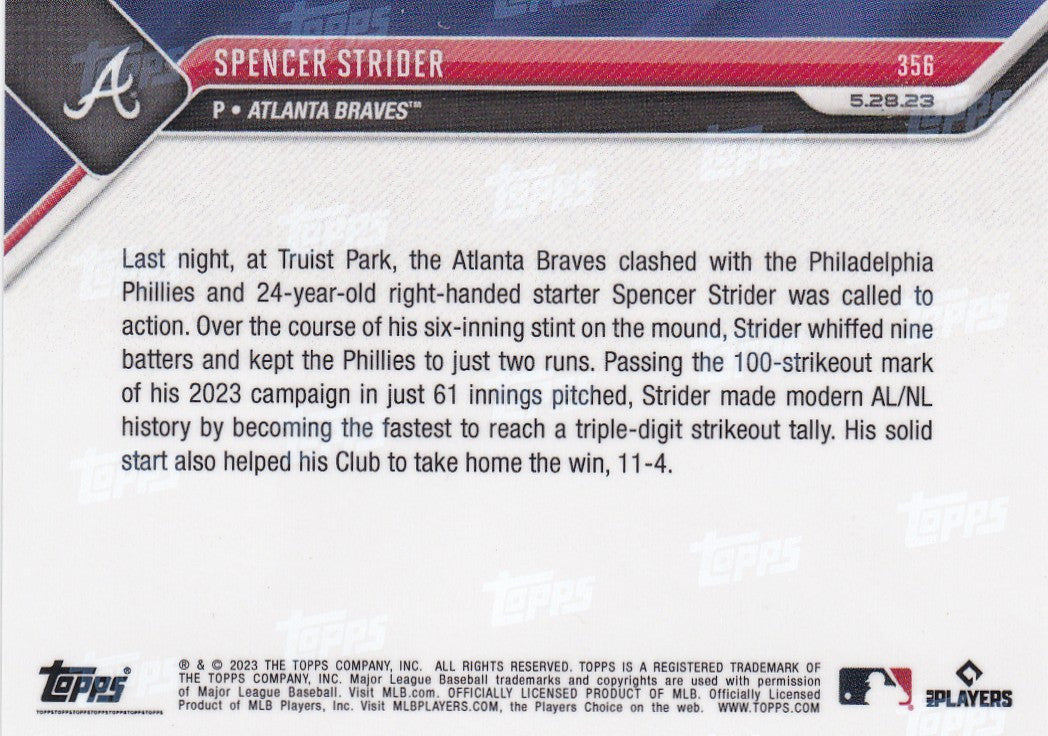 SPENCER STRIDER
356
P • ATLANTA BRAVES™
5.28.23
Last night, at Truist Park, the Atlanta Braves clashed with the Philadelphia
Phillies and 24-year-old right-handed starter Spencer Strider was called to
action. Over the course of his six-inning stint on the mound, Strider whiffed nine
batters and kept the Phillies to just two runs. Passing the 100-strikeout mark
of his 2023 campaign in just 61 innings pitched, Strider made modern AL/NL
history by becoming the fastest to reach a triple-digit strikeout tally. His solid
start also helped his Club to take home the win, 11-4.
Topps®
TOPPSTOPPSTOPPSTOPPSTOPPSTOPPS
® & © 2023 THE TOPPS COMPANY, INC. ALL RIGHTS RESERVED. TOPPS IS A REGISTERED TRADEMARK OF
THE TOPPS COMPANY, INC. Major League Baseball trademarks and copyrights are used with permission
of Major League Baseball. Visit MLB.com. OFFICIALLY LICENSED PRODUCT OF MLB. Officially Licensed
Product of MLB Players, Inc. Visit MLBPLAYERS.COM, the Players Choice on the web. WWW.TOPPS.COM
MLB PLAYERS